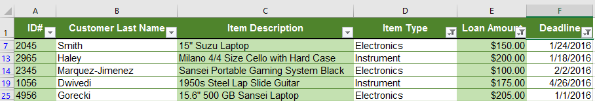 A B C D E F
1 ID# Customer Last Name Item Description Item Type Loan Amount Deadline
7 2045 Smith 15" Suzu Laptop Electronics $150.00 1/24/2016
13 2965 Haley Milano 4/4 Size Cello with Hard Case Instrument $200.00 1/18/2016
14 2345 Marquez-Jimenez Sansei Portable Gaming System Black Electronics $100.00 2/2/2016
19 1056 Dwivedi 1950s Steel Lap Slide Guitar Instrument $175.00 4/26/2016
25 4956 Gorecki 15.6" 500 GB Sansei Laptop Electronics $205.00 1/1/2016